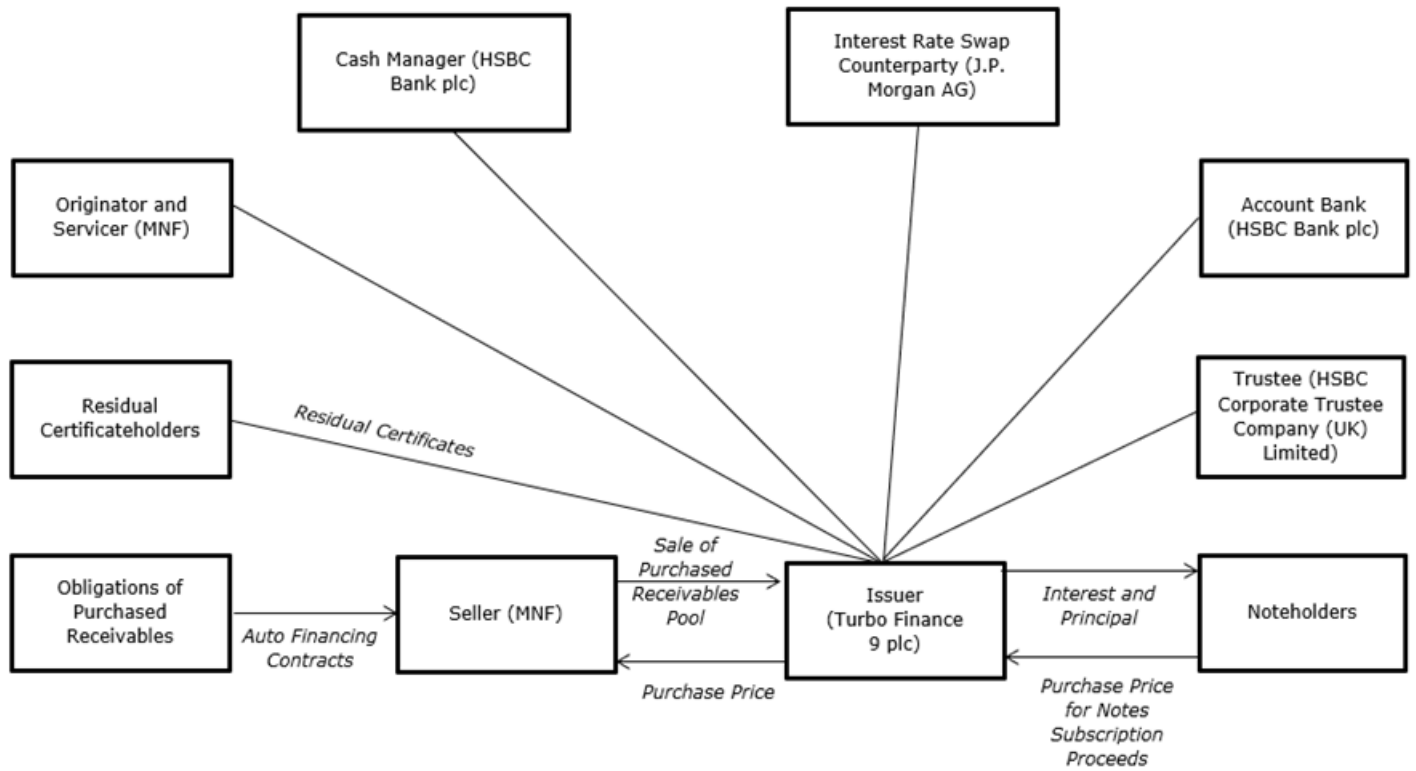 Cash Manager (HSBC
Bank plc)
Interest Rate Swap
Counterparty (J.P.
Morgan AG)
Originator and
Servicer (MNF)
Account Bank
(HSBC Bank plc)
Residual
Certificateholders
Residual Certificates
Trustee (HSBC
Corporate Trustee
Company (UK)
Limited)
Obligations of
Purchased
Receivables
Auto Financing
Contracts
Seller (MNF)
Sale of
Purchased
Receivables
Pool
Purchase Price
Issuer
(Turbo Finance
9 plc)
Interest and
Principal
Purchase Price
for Notes
Subscription
Proceeds
Noteholders